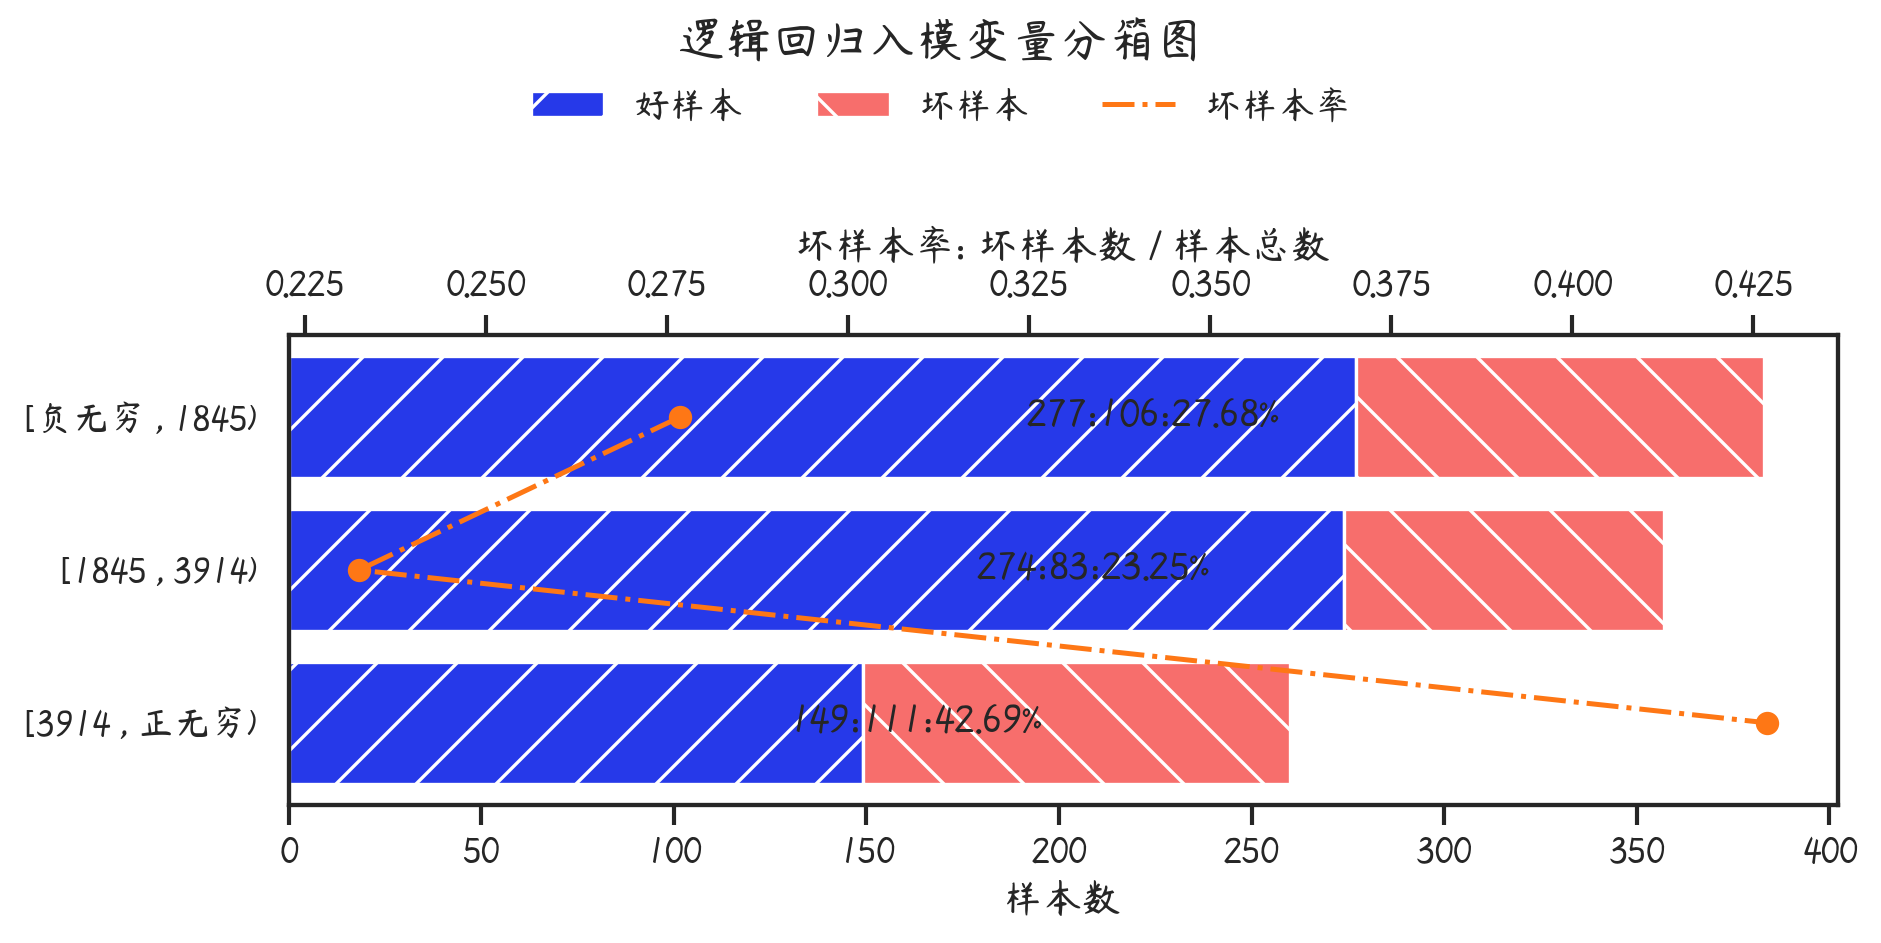 逻辑回归入模变量分箱图
好样本 坏样本 坏样本率
坏样本率: 坏样本数 / 样本总数
0.225 0.250 0.275 0.300 0.325 0.350 0.375 0.400 0.425
[负无穷 , 1845) 277:106:27.68%
[1845 , 3914) 274:83:23.25%
[3914 , 正无穷) 149:111:42.69%
0 50 100 150 200 250 300 350 400
样本数